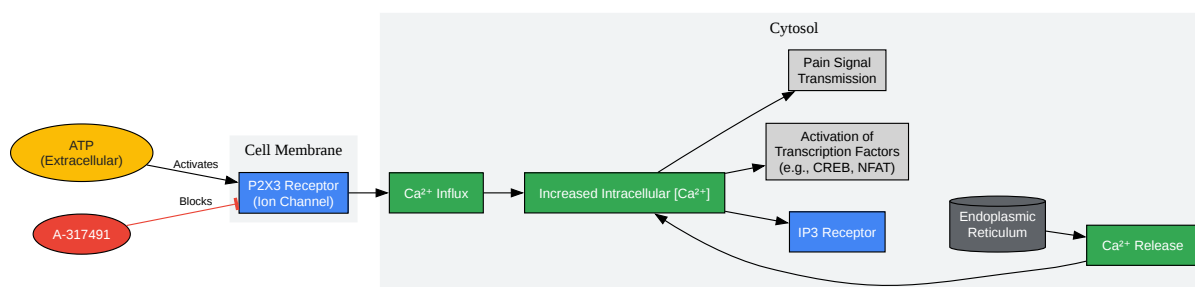 Cytosol
Pain Signal
Transmission
ATP
(Extracellular)
Activates
Cell Membrane
P2X3 Receptor
(Ion Channel)
Blocks
A-317491
Ca²⁺ Influx
Increased Intracellular [Ca²⁺]
Activation of
Transcription Factors
(e.g., CREB, NFAT)
IP3 Receptor
Endoplasmic
Reticulum
Ca²⁺ Release